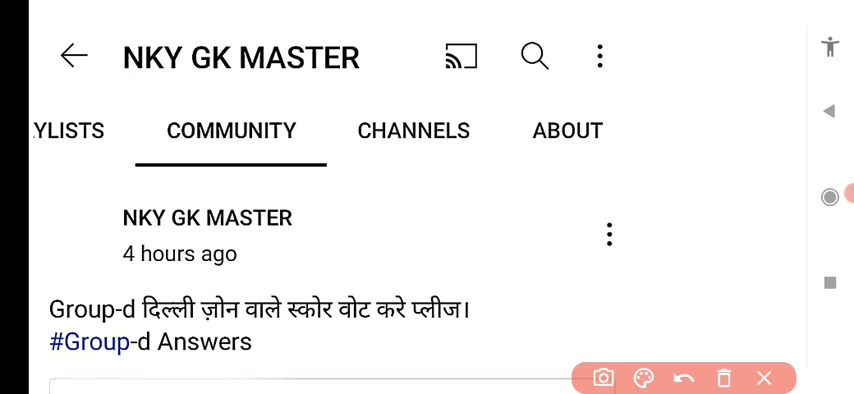 NKY GK MASTER
YLISTS COMMUNITY CHANNELS ABOUT
NKY GK MASTER
4 hours ago
Group-d दिल्ली ज़ोन वाले स्कोर वोट करे प्लीज।
#Group-d Answers